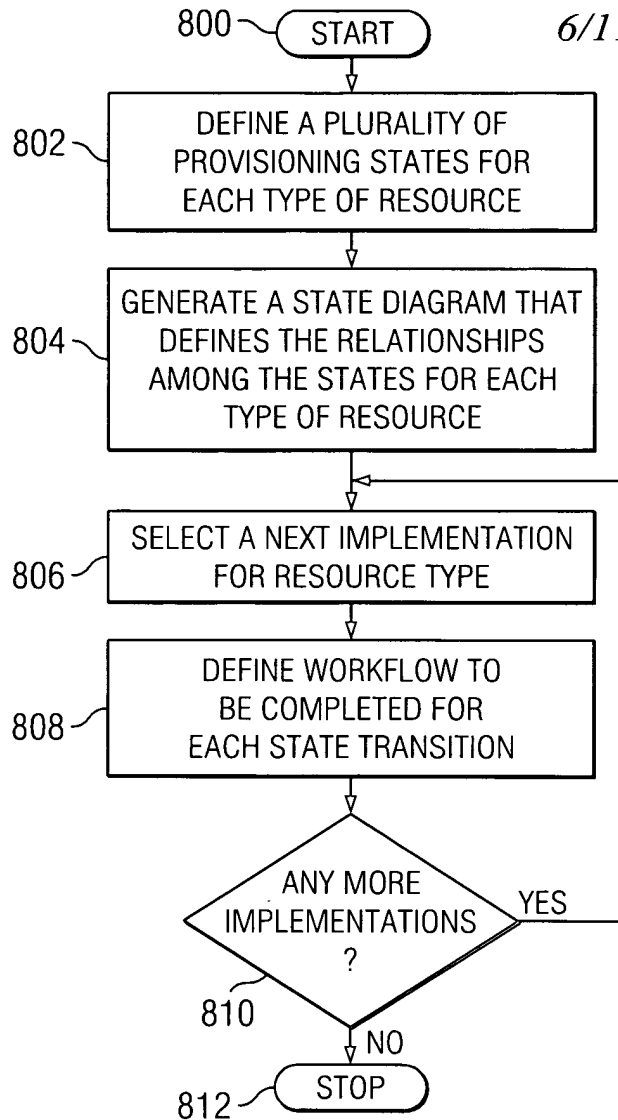 800
START
6/11
802
DEFINE A PLURALITY OF
PROVISIONING STATES FOR
EACH TYPE OF RESOURCE
804
GENERATE A STATE DIAGRAM THAT
DEFINES THE RELATIONSHIPS
AMONG THE STATES FOR EACH
TYPE OF RESOURCE
806
SELECT A NEXT IMPLEMENTATION
FOR RESOURCE TYPE
808
DEFINE WORKFLOW TO
BE COMPLETED FOR
EACH STATE TRANSITION
ANY MORE
IMPLEMENTATIONS
?
YES
810
NO
812
STOP